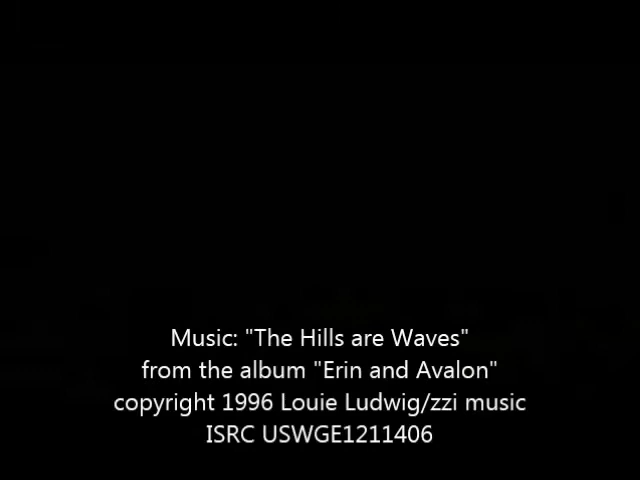 Music: "The Hills are Waves"
from the album "Erin and Avalon"
copyright 1996 Louie Ludwig/zzi music
ISRC USWGE1211406